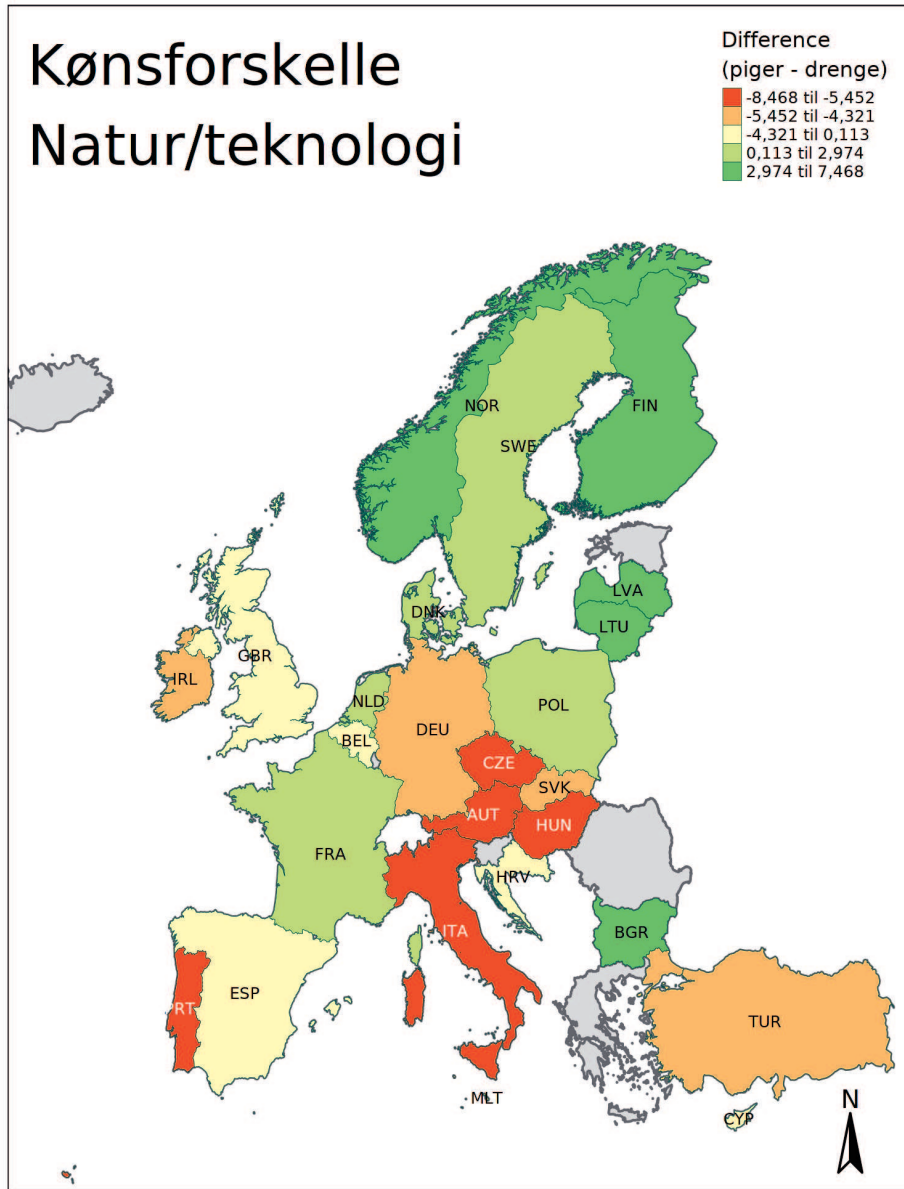 Kønsforskelle
Natur/teknologi
Difference
(piger - drenge)
-8,468 til -5,452
-5,452 til -4,321
-4,321 til 0,113
0,113 til 2,974
2,974 til 7,468
NOR
FIN
SWE
LVA
DNK
LTU
GBR
IRL
NLD
POL
DEU
BEL
CZE
SVK
AUT
HUN
FRA
HRV
ITA
BGR
ESP
PRT
TUR
MLT
CYP
N